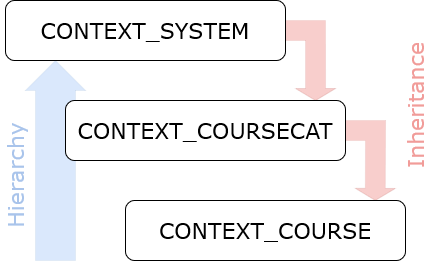 CONTEXT_SYSTEM
CONTEXT_COURSECAT
CONTEXT_COURSE
Hierarchy
Inheritance